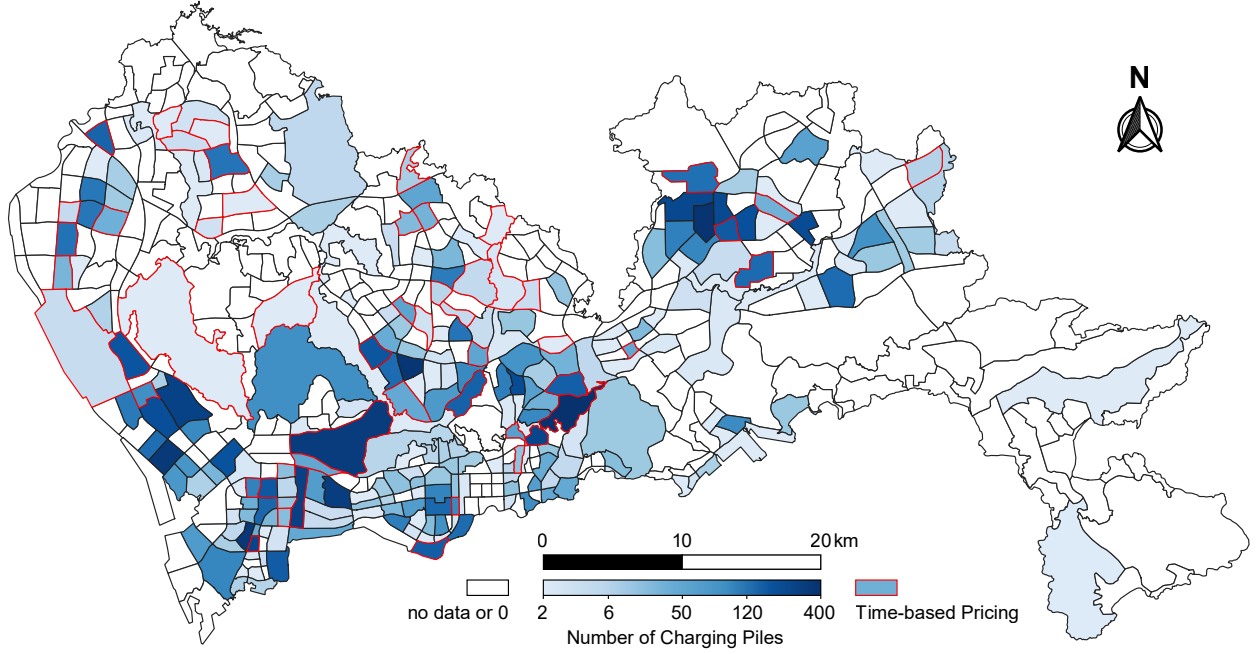 N
0 10 20 km
no data or 0
2 6 50 120 400
Time-based Pricing
Number of Charging Piles